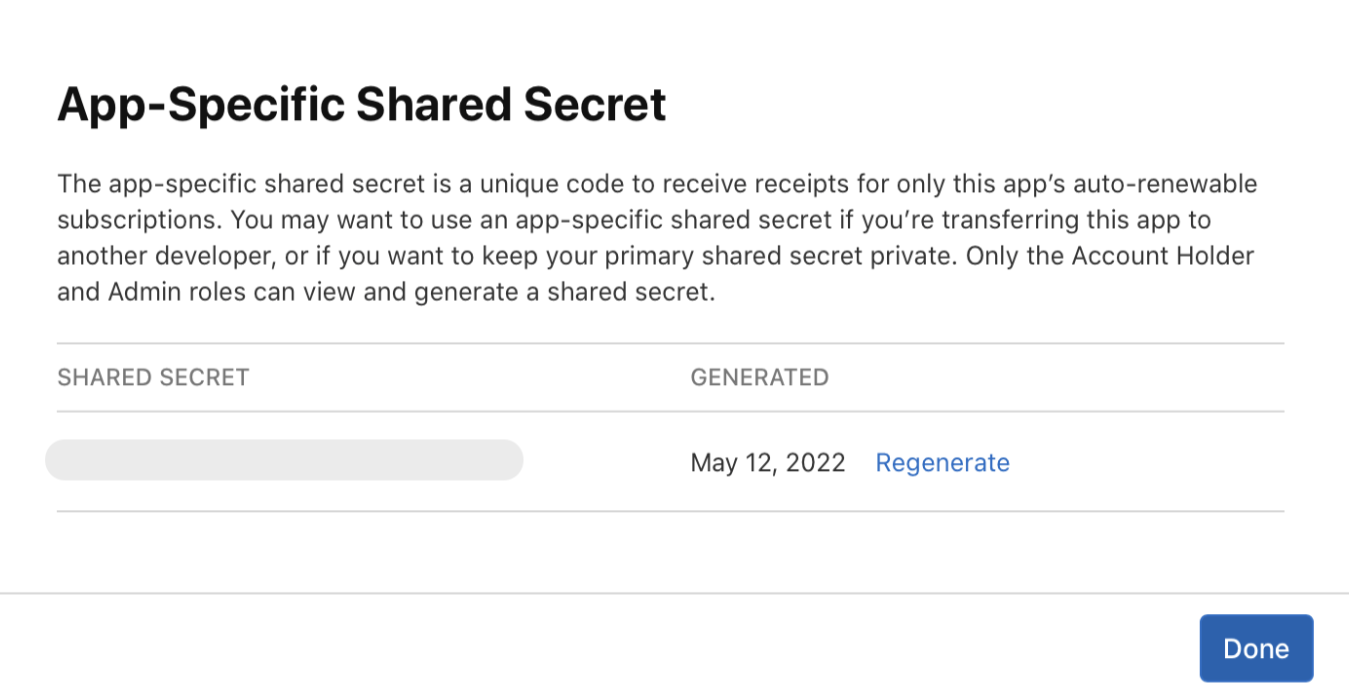 App-Specific Shared Secret
The app-specific shared secret is a unique code to receive receipts for only this app’s auto-renewable
subscriptions. You may want to use an app-specific shared secret if you’re transferring this app to
another developer, or if you want to keep your primary shared secret private. Only the Account Holder
and Admin roles can view and generate a shared secret.
SHARED SECRET GENERATED
May 12, 2022 Regenerate
Done